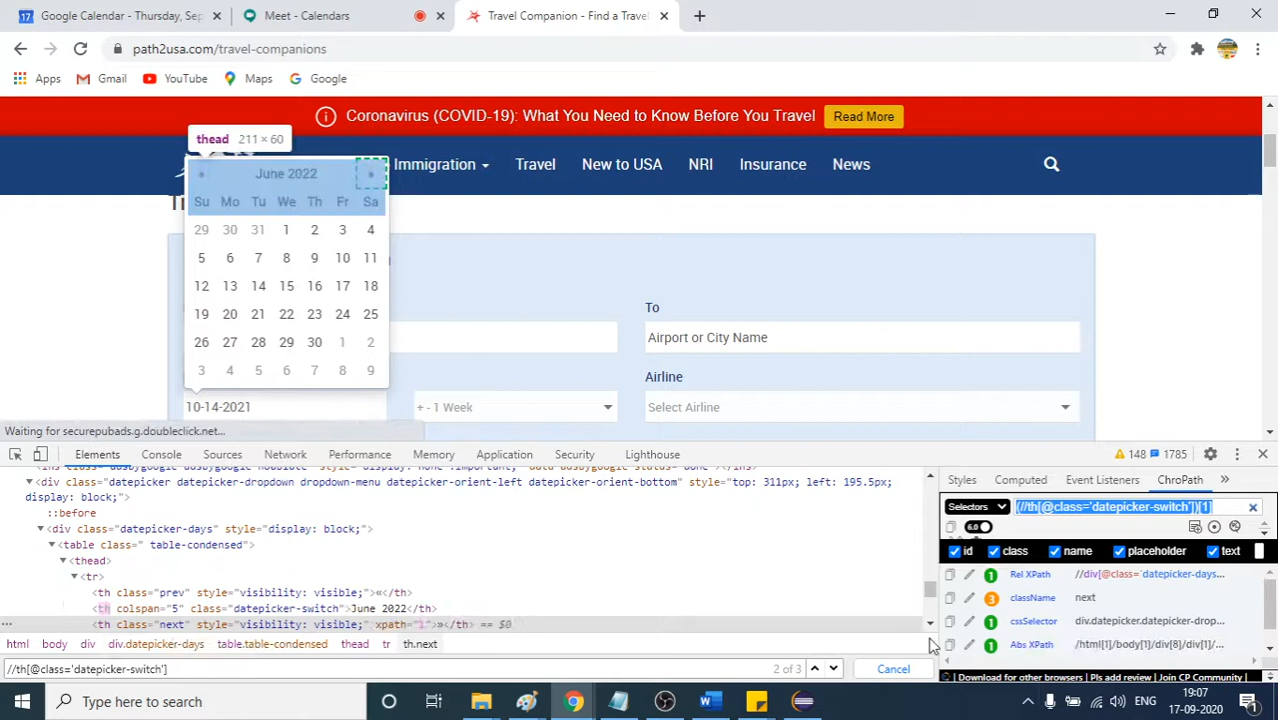 Google Calendar - Thursday, Sep
Meet - Calendars
Travel Companion - Find a Travel
path2usa.com/travel-companions
Apps
Gmail
YouTube
Maps
Google
Coronavirus (COVID-19): What You Need to Know Before You Travel
Read More
thead 211 × 60
Immigration
Travel
New to USA
NRI
Insurance
News
« June 2022 »
Su Mo Tu We Th Fr Sa
29 30 31 1 2 3 4
5 6 7 8 9 10 11
12 13 14 15 16 17 18
19 20 21 22 23 24 25
26 27 28 29 30 1 2
3 4 5 6 7 8 9
To
Airport or City Name
Airline
10-14-2021
+ - 1 Week
Select Airline
Waiting for securepubads.g.doubleclick.net...
Elements
Console
Sources
Network
Performance
Memory
Application
Security
Lighthouse
148
1785
<div class="datepicker datepicker-dropdown dropdown-menu datepicker-orient-left datepicker-orient-bottom" style="top: 311px; left: 195.5px;
display: block;">
::before
<div class="datepicker-days" style="display: block;">
<table class=" table-condensed">
<thead>
<tr>
<th class="prev" style="visibility: visible;">«</th>
<th colspan="5" class="datepicker-switch">June 2022</th>
<th class="next" style="visibility: visible;" xpath="1">»</th> == $0
html body div div.datepicker-days table.table-condensed thead tr th.next
//th[@class='datepicker-switch']
2 of 3
Cancel
Styles
Computed
Event Listeners
ChroPath
»
Selectors
(//th[@class='datepicker-switch'])[1]
6.0
id
class
name
placeholder
text
1 Rel XPath //div[@class='datepicker-days...
3 className next
1 cssSelector div.datepicker.datepicker-drop...
1 Abs XPath /html[1]/body[1]/div[8]/div[1]/...
Download for other browsers | Pls add review | Join CP Community |
Type here to search
ENG
19:07
17-09-2020
1